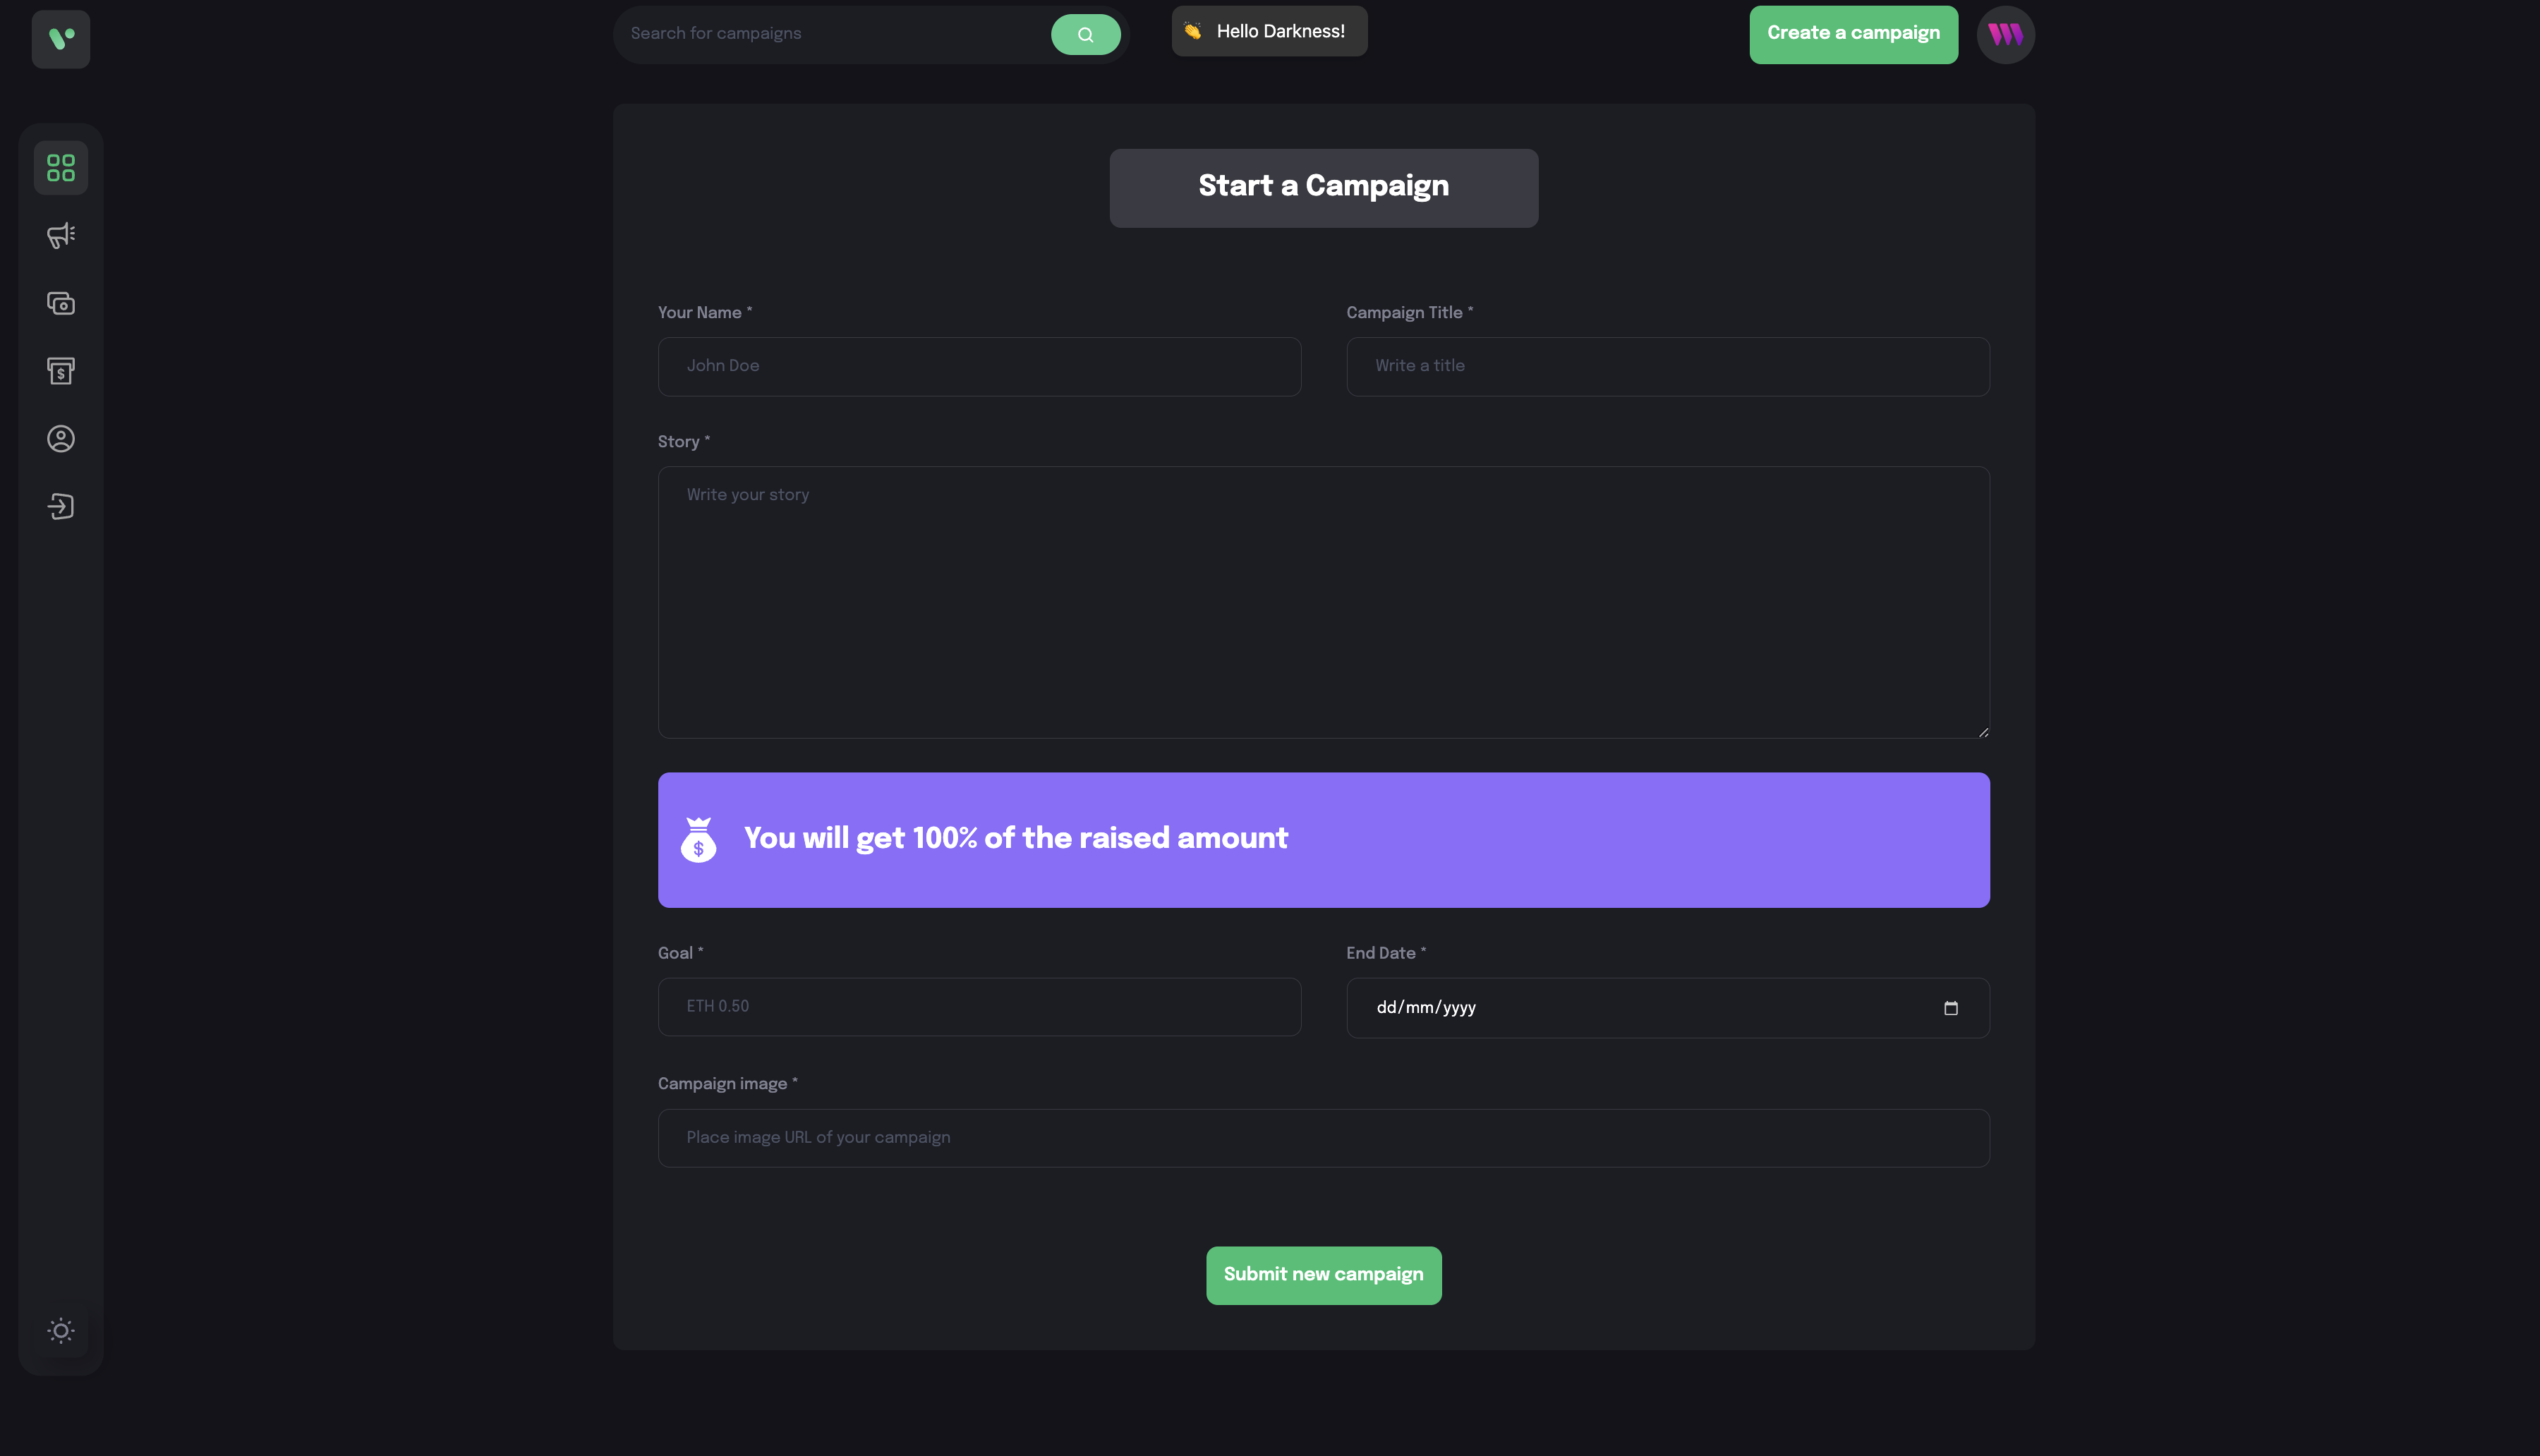 Search for campaigns
👏 Hello Darkness!
Create a campaign
Start a Campaign
Your Name *
Campaign Title *
John Doe
Write a title
Story *
Write your story
You will get 100% of the raised amount
Goal *
End Date *
ETH 0.50
dd/mm/yyyy
Campaign image *
Place image URL of your campaign
Submit new campaign